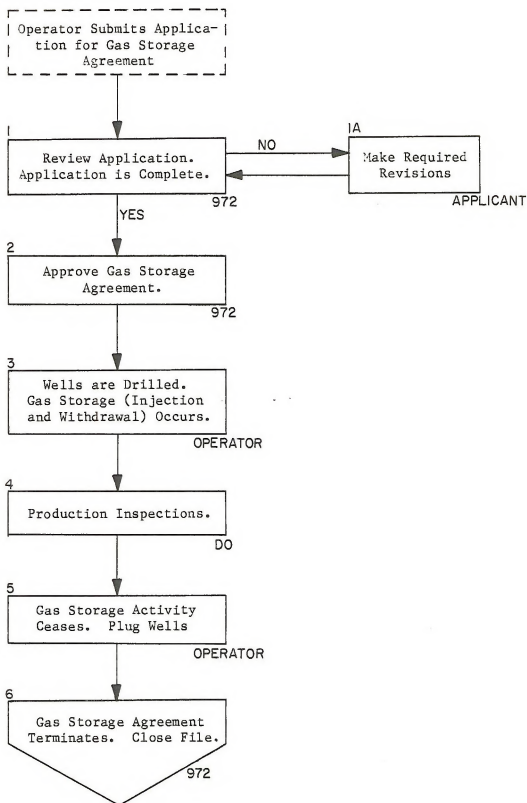 Operator Submits Applica-
tion for Gas Storage
Agreement
1
Review Application.
Application is Complete.
972
NO
1A
Make Required
Revisions
APPLICANT
YES
2
Approve Gas Storage
Agreement.
972
3
Wells are Drilled.
Gas Storage (Injection
and Withdrawal) Occurs.
OPERATOR
4
Production Inspections.
DO
5
Gas Storage Activity
Ceases. Plug Wells
OPERATOR
6
Gas Storage Agreement
Terminates. Close File.
972